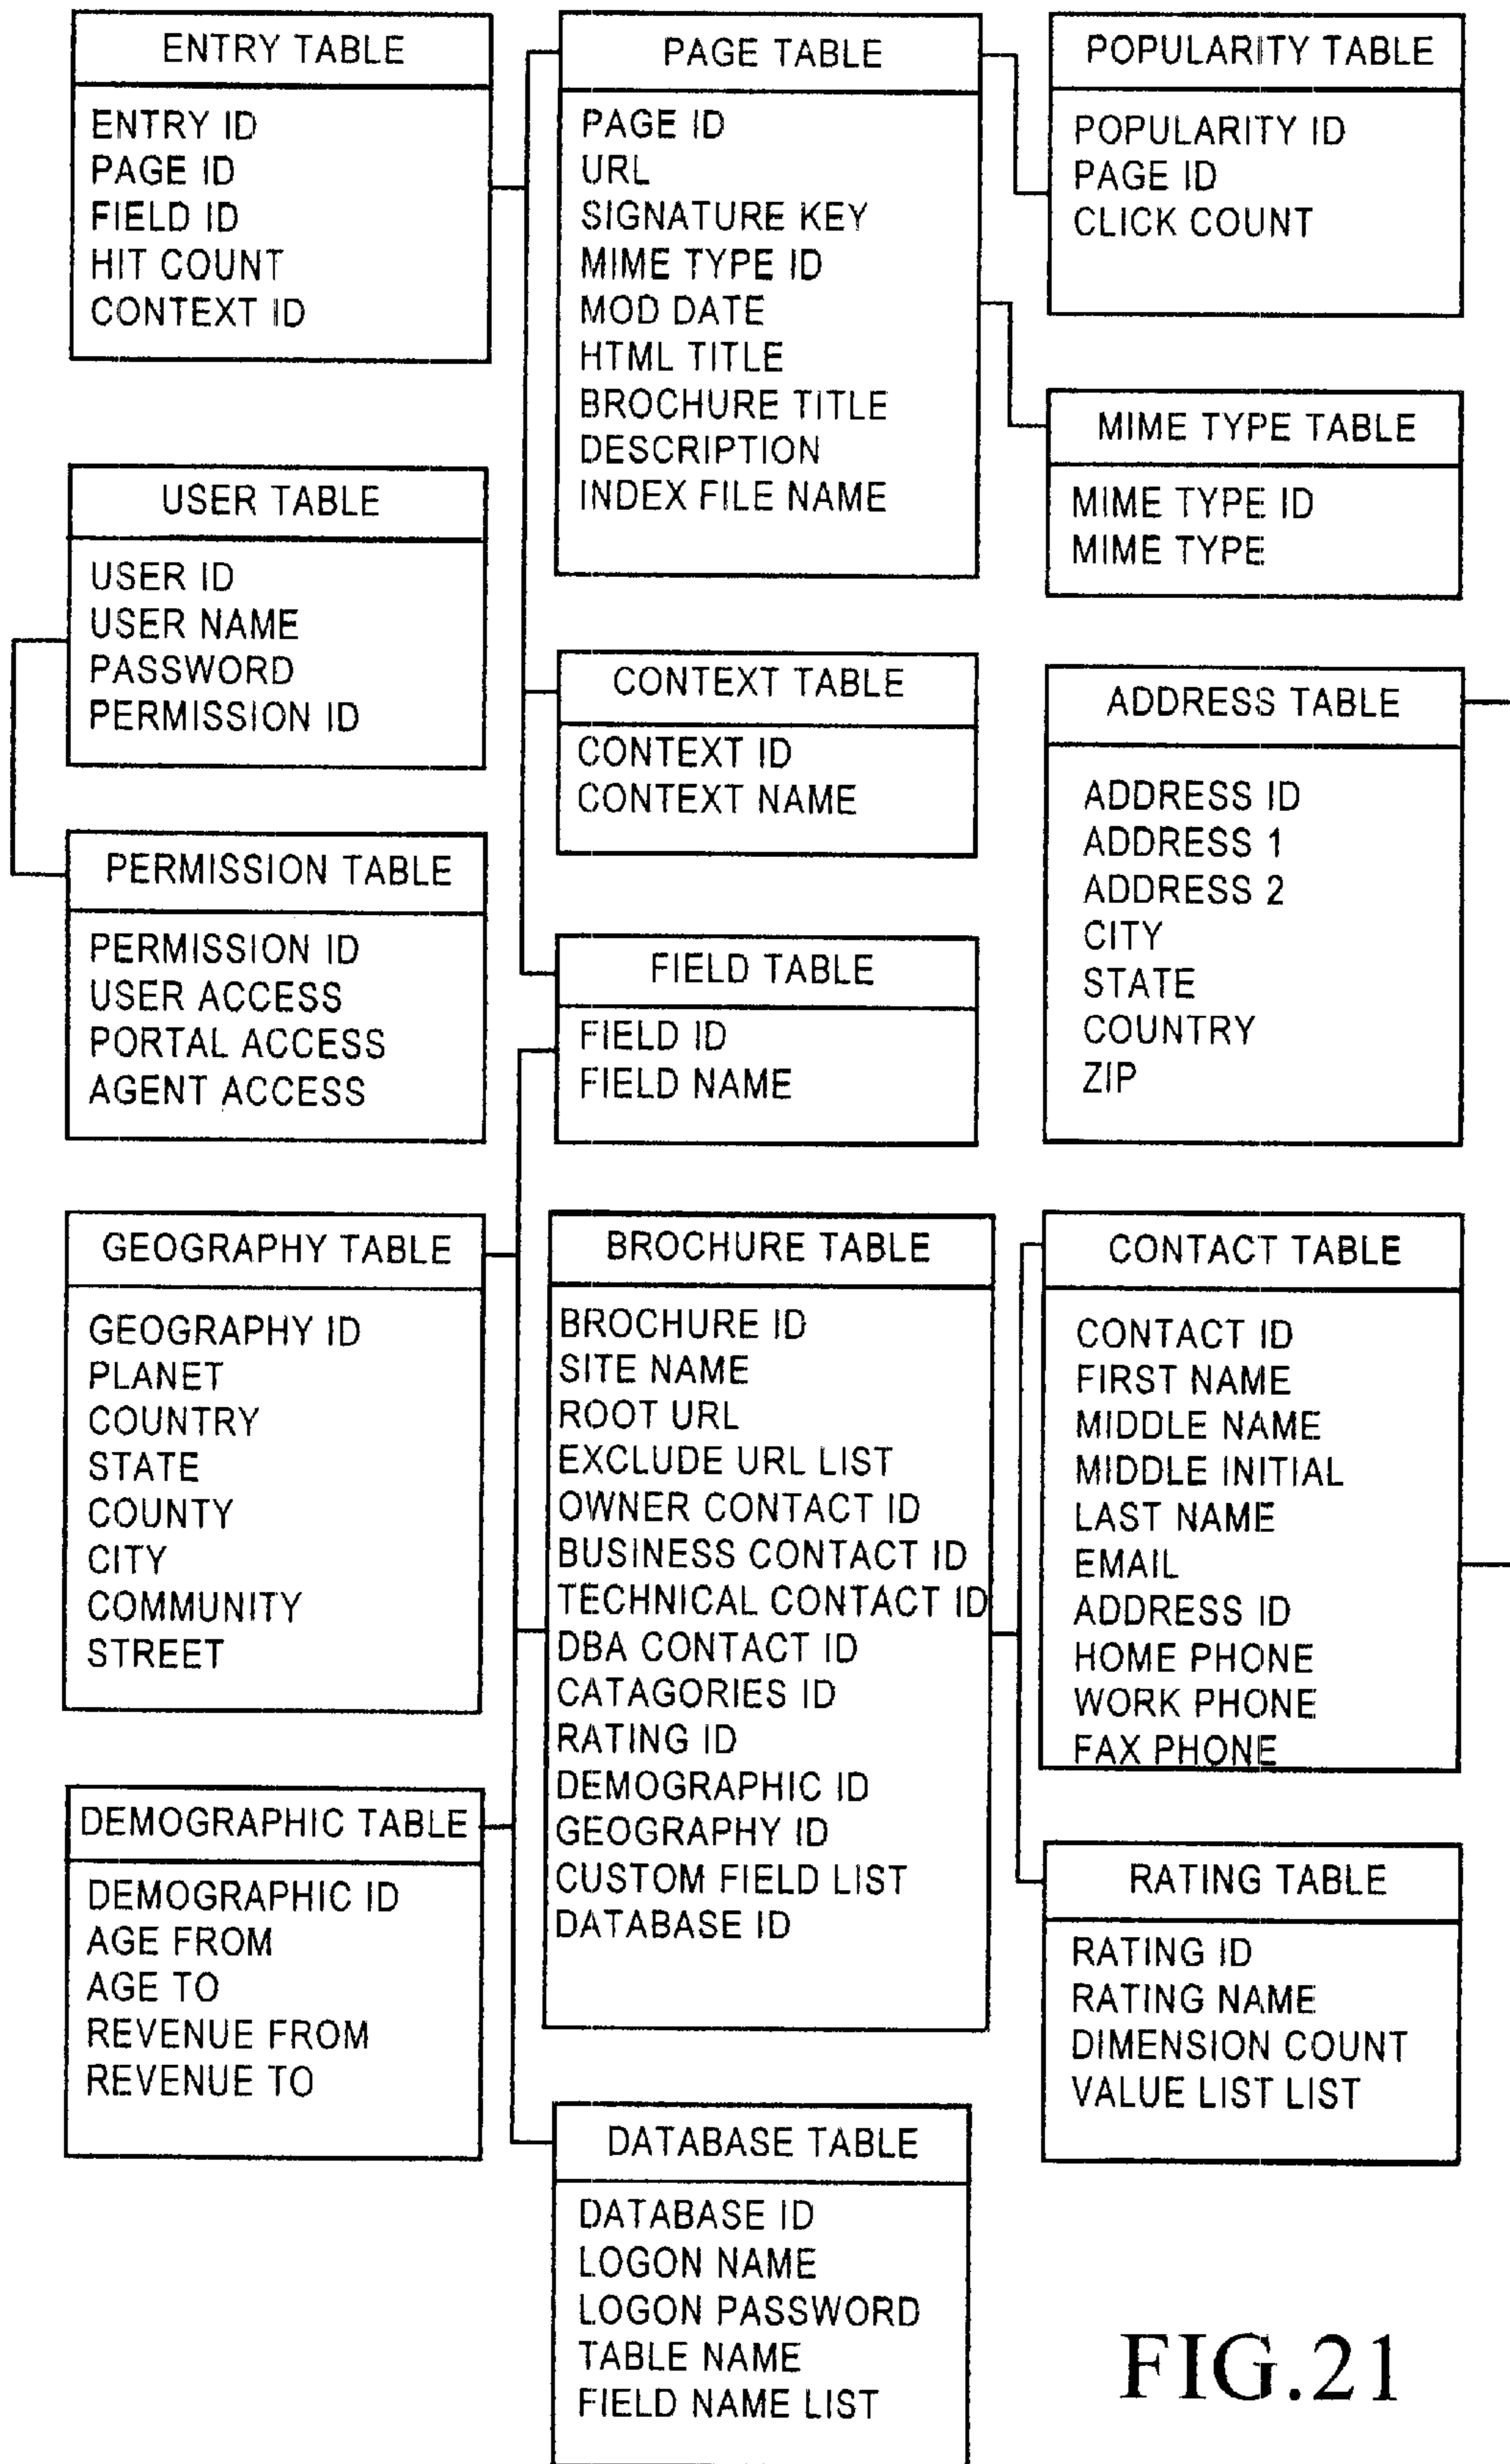 ENTRY TABLE
ENTRY ID
PAGE ID
FIELD ID
HIT COUNT
CONTEXT ID
PAGE TABLE
PAGE ID
URL
SIGNATURE KEY
MIME TYPE ID
MOD DATE
HTML TITLE
BROCHURE TITLE
DESCRIPTION
INDEX FILE NAME
POPULARITY TABLE
POPULARITY ID
PAGE ID
CLICK COUNT
MIME TYPE TABLE
MIME TYPE ID
MIME TYPE
USER TABLE
USER ID
USER NAME
PASSWORD
PERMISSION ID
CONTEXT TABLE
CONTEXT ID
CONTEXT NAME
ADDRESS TABLE
ADDRESS ID
ADDRESS 1
ADDRESS 2
CITY
STATE
COUNTRY
ZIP
PERMISSION TABLE
PERMISSION ID
USER ACCESS
PORTAL ACCESS
AGENT ACCESS
FIELD TABLE
FIELD ID
FIELD NAME
GEOGRAPHY TABLE
GEOGRAPHY ID
PLANET
COUNTRY
STATE
COUNTY
CITY
COMMUNITY
STREET
BROCHURE TABLE
BROCHURE ID
SITE NAME
ROOT URL
EXCLUDE URL LIST
OWNER CONTACT ID
BUSINESS CONTACT ID
TECHNICAL CONTACT ID
DBA CONTACT ID
CATAGORIES ID
RATING ID
DEMOGRAPHIC ID
GEOGRAPHY ID
CUSTOM FIELD LIST
DATABASE ID
CONTACT TABLE
CONTACT ID
FIRST NAME
MIDDLE NAME
MIDDLE INITIAL
LAST NAME
EMAIL
ADDRESS ID
HOME PHONE
WORK PHONE
FAX PHONE
DEMOGRAPHIC TABLE
DEMOGRAPHIC ID
AGE FROM
AGE TO
REVENUE FROM
REVENUE TO
RATING TABLE
RATING ID
RATING NAME
DIMENSION COUNT
VALUE LIST LIST
DATABASE TABLE
DATABASE ID
LOGON NAME
LOGON PASSWORD
TABLE NAME
FIELD NAME LIST
FIG.21